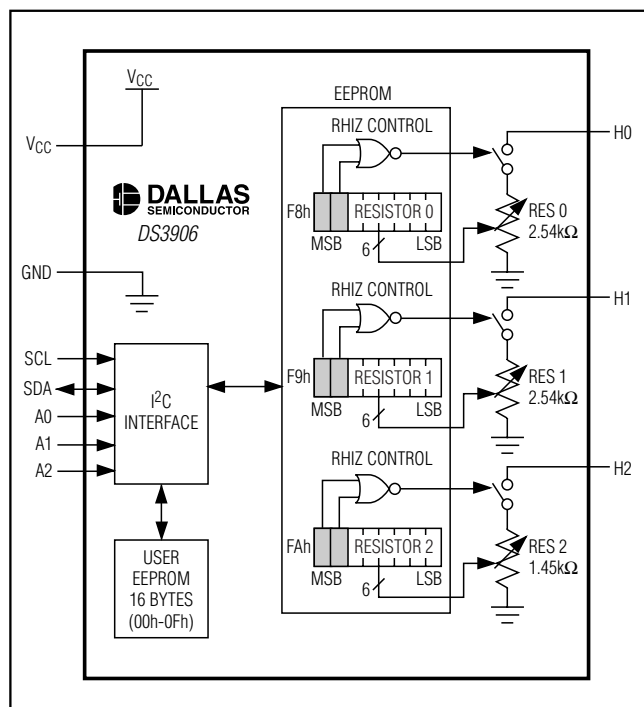 VCC
VCC
DALLAS
SEMICONDUCTOR
DS3906
GND
SCL
SDA
A0
A1
A2
I²C
INTERFACE
USER
EEPROM
16 BYTES
(00h-0Fh)
EEPROM
RHIZ CONTROL
F8h
RESISTOR 0
MSB
LSB
6
H0
RES 0
2.54kΩ
RHIZ CONTROL
F9h
RESISTOR 1
MSB
LSB
6
H1
RES 1
2.54kΩ
RHIZ CONTROL
FAh
RESISTOR 2
MSB
LSB
6
H2
RES 2
1.45kΩ